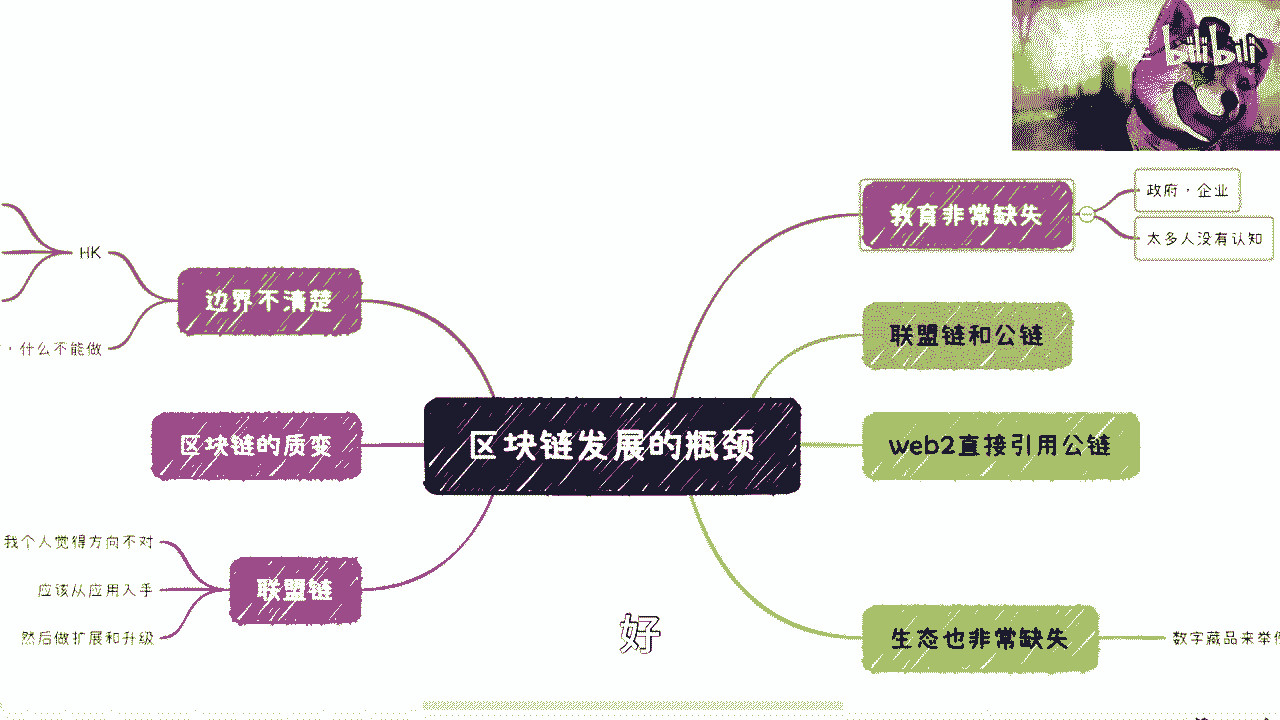 bilibili
教育非常缺失
政府，企业
太多人没有认知
HK
边界不清楚
，什么不能做
联盟链和公链
区块链的质变
区块链发展的瓶颈
web2直接引用公链
我个人觉得方向不对
应该从应用入手
然后做扩展和升级
联盟链
好
生态也非常缺失
数字藏品来举